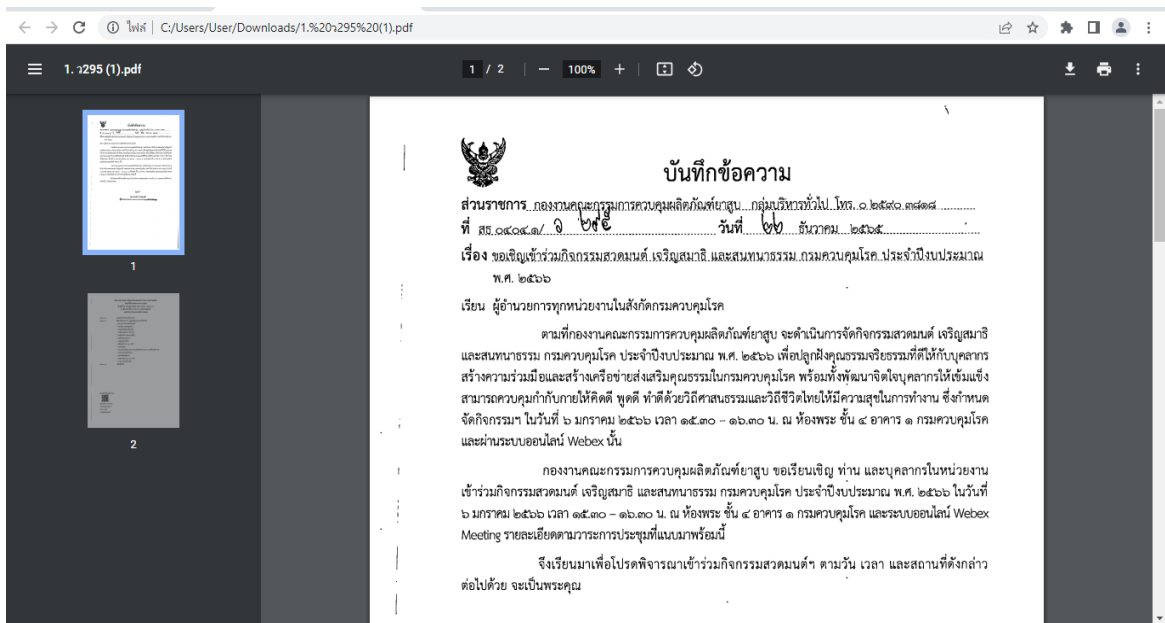 ไฟล์ C:/Users/User/Downloads/1.%20ว295%20(1).pdf
1. ว295 (1).pdf
1 / 2
100%
1
2
บันทึกข้อความ
ส่วนราชการ กองงานคณะกรรมการควบคุมผลิตภัณฑ์ยาสูบ กลุ่มบริหารทั่วไป โทร. ๐ ๒๕๙๐ ๓๘๑๘
ที่ สธ ๐๔๐๔.๑/ ว ๒๙๕ วันที่ ๒๒ ธันวาคม ๒๕๖๕
เรื่อง ขอเชิญเข้าร่วมกิจกรรมสวดมนต์ เจริญสมาธิ และสนทนาธรรม กรมควบคุมโรค ประจำปีงบประมาณ
พ.ศ. ๒๕๖๖
เรียน ผู้อำนวยการทุกหน่วยงานในสังกัดกรมควบคุมโรค
ตามที่กองงานคณะกรรมการควบคุมผลิตภัณฑ์ยาสูบ จะดำเนินการจัดกิจกรรมสวดมนต์ เจริญสมาธิ
และสนทนาธรรม กรมควบคุมโรค ประจำปีงบประมาณ พ.ศ. ๒๕๖๖ เพื่อปลูกฝังคุณธรรมจริยธรรมที่ดีให้กับบุคลากร
สร้างความร่วมมือและสร้างเครือข่ายส่งเสริมคุณธรรมในกรมควบคุมโรค พร้อมทั้งพัฒนาจิตใจบุคลากรให้เข้มแข็ง
สามารถควบคุมกำกับกายให้คิดดี พูดดี ทำดีด้วยวิถีศาสนธรรมและวิถีชีวิตไทยให้มีความสุขในการทำงาน ซึ่งกำหนด
จัดกิจกรรมฯ ในวันที่ ๖ มกราคม ๒๕๖๖ เวลา ๑๕.๓๐ – ๑๖.๓๐ น. ณ ห้องพระ ชั้น ๔ อาคาร ๑ กรมควบคุมโรค
และผ่านระบบออนไลน์ Webex นั้น
กองงานคณะกรรมการควบคุมผลิตภัณฑ์ยาสูบ ขอเรียนเชิญ ท่าน และบุคลากรในหน่วยงาน
เข้าร่วมกิจกรรมสวดมนต์ เจริญสมาธิ และสนทนาธรรม กรมควบคุมโรค ประจำปีงบประมาณ พ.ศ. ๒๕๖๖ ในวันที่
๖ มกราคม ๒๕๖๖ เวลา ๑๕.๓๐ – ๑๖.๓๐ น. ณ ห้องพระ ชั้น ๔ อาคาร ๑ กรมควบคุมโรค และระบบออนไลน์ Webex
Meeting รายละเอียดตามวาระการประชุมที่แนบมาพร้อมนี้
จึงเรียนมาเพื่อโปรดพิจารณาเข้าร่วมกิจกรรมสวดมนต์ฯ ตามวัน เวลา และสถานที่ดังกล่าว
ต่อไปด้วย จะเป็นพระคุณ